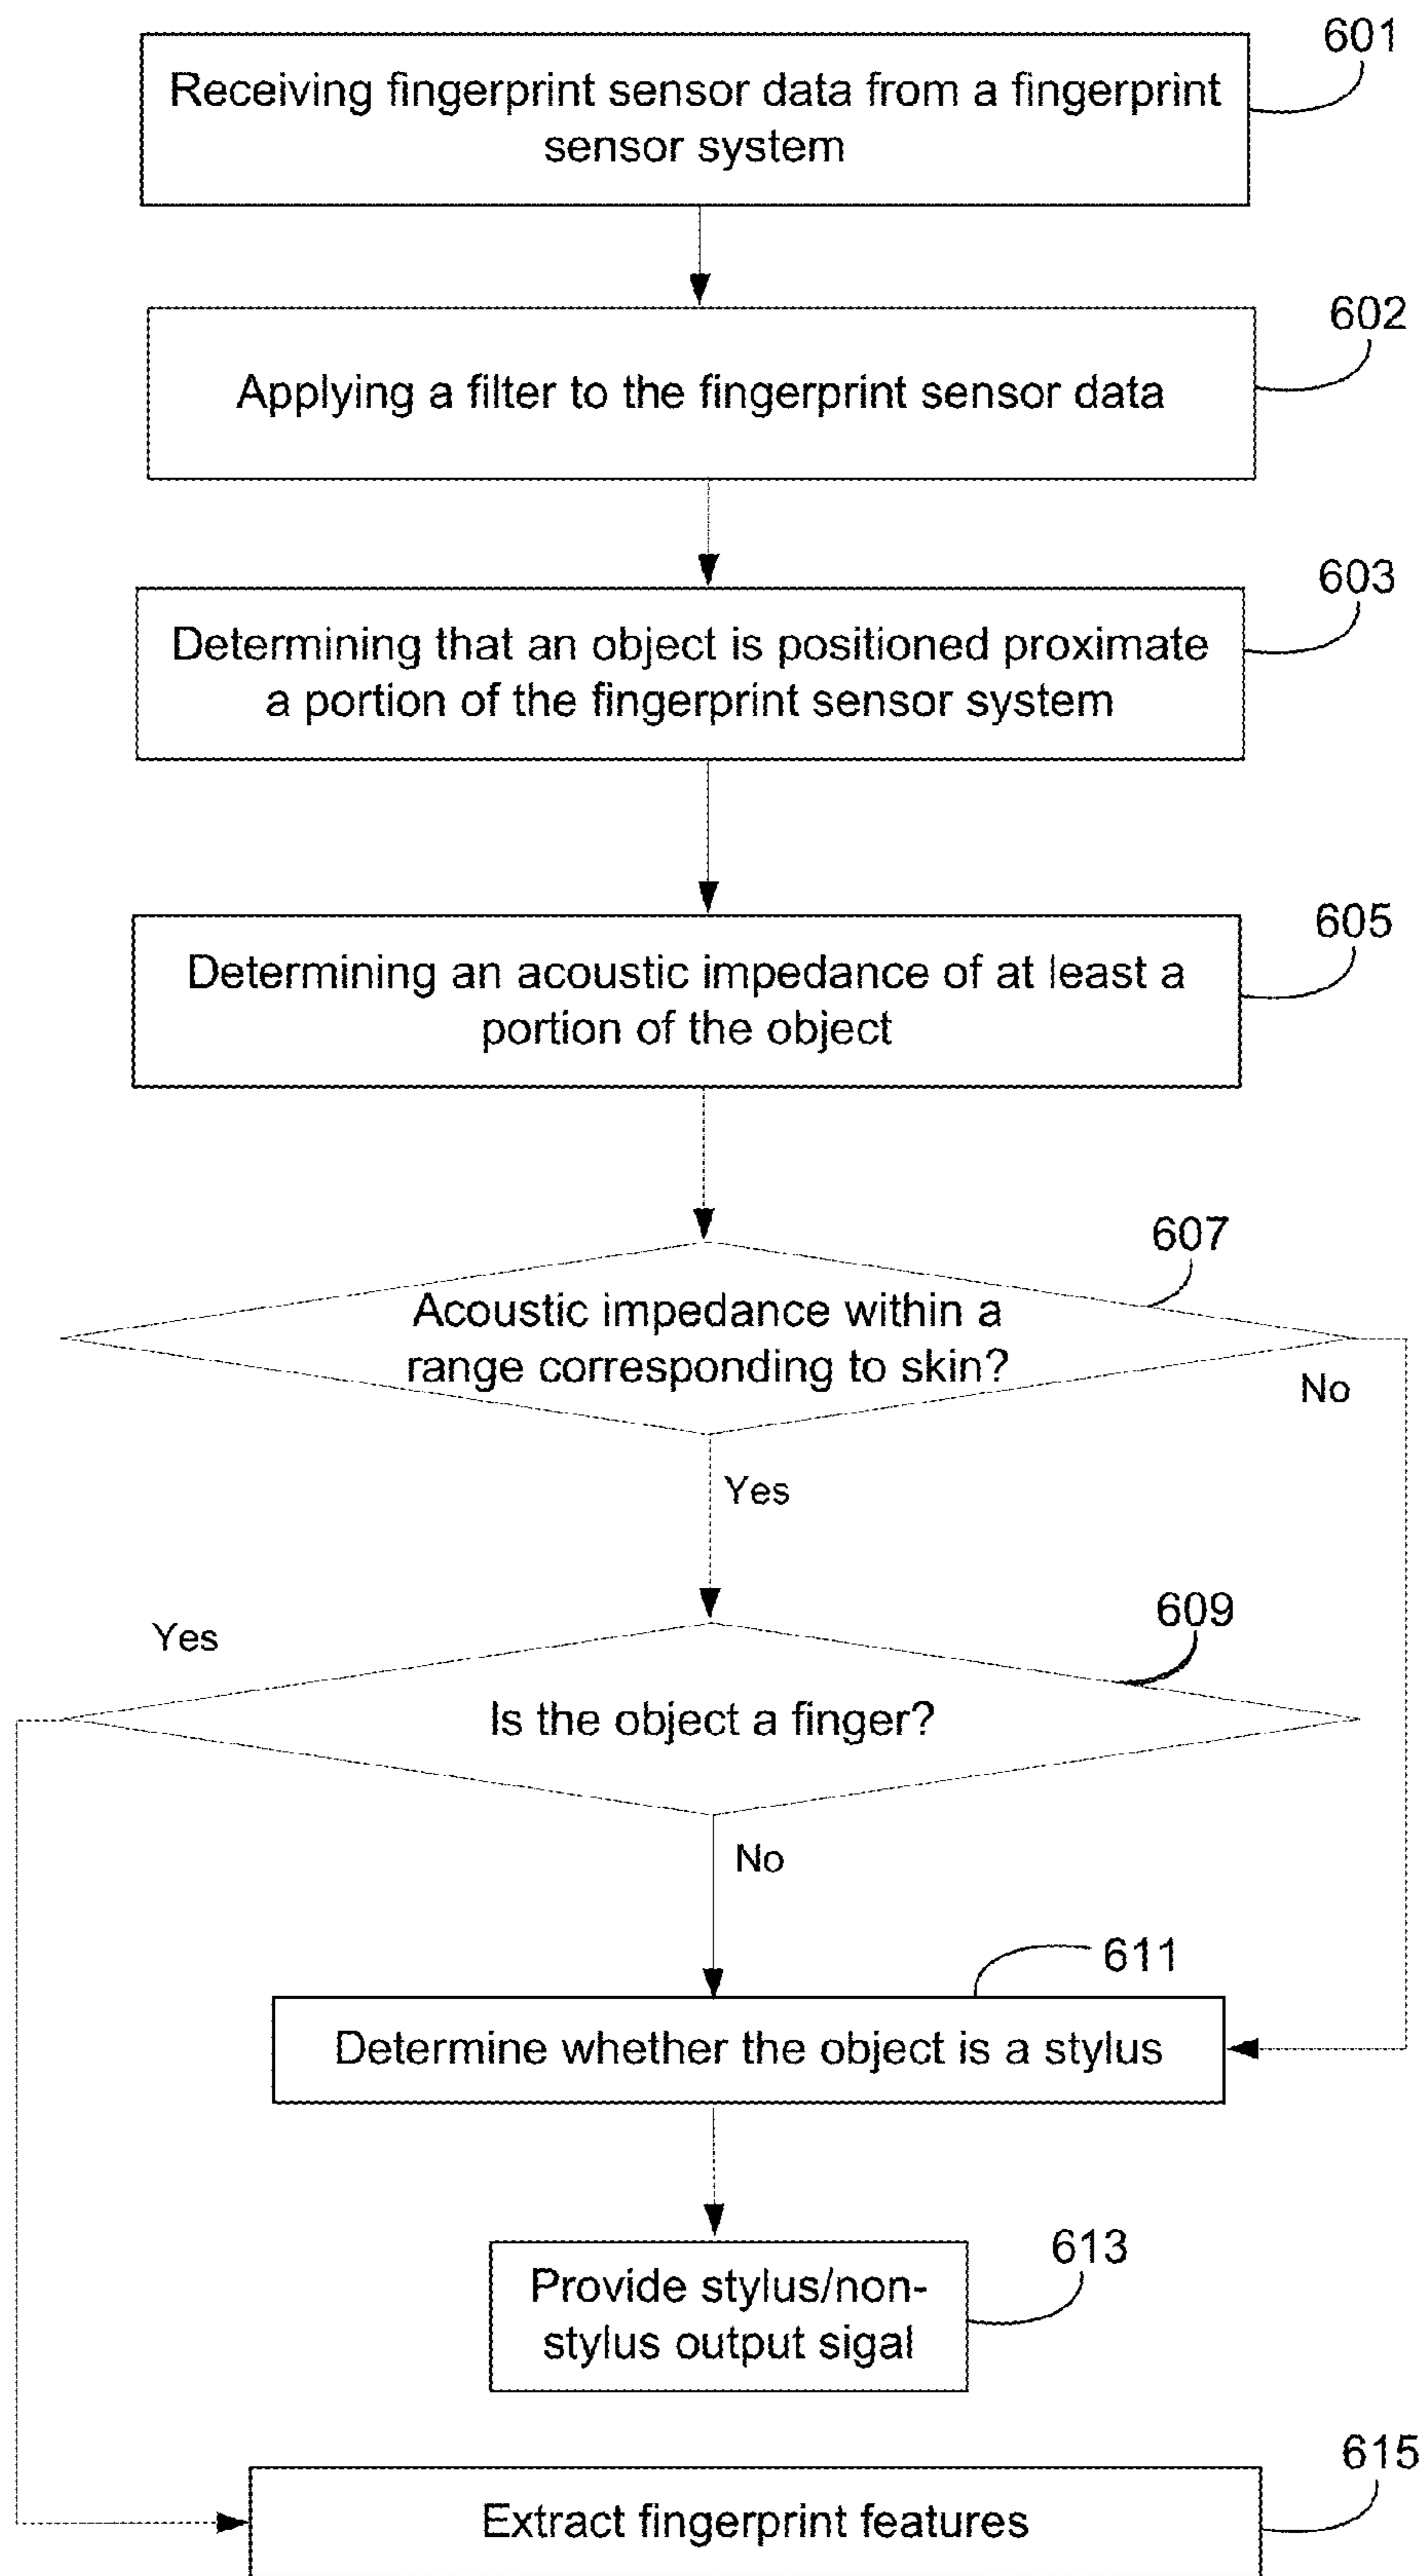 601
Receiving fingerprint sensor data from a fingerprint
sensor system
602
Applying a filter to the fingerprint sensor data
603
Determining that an object is positioned proximate
a portion of the fingerprint sensor system
605
Determining an acoustic impedance of at least a
portion of the object
607
Acoustic impedance within a
range corresponding to skin?
No
Yes
609
Yes
Is the object a finger?
No
611
Determine whether the object is a stylus
613
Provide stylus/non-
stylus output sigal
615
Extract fingerprint features